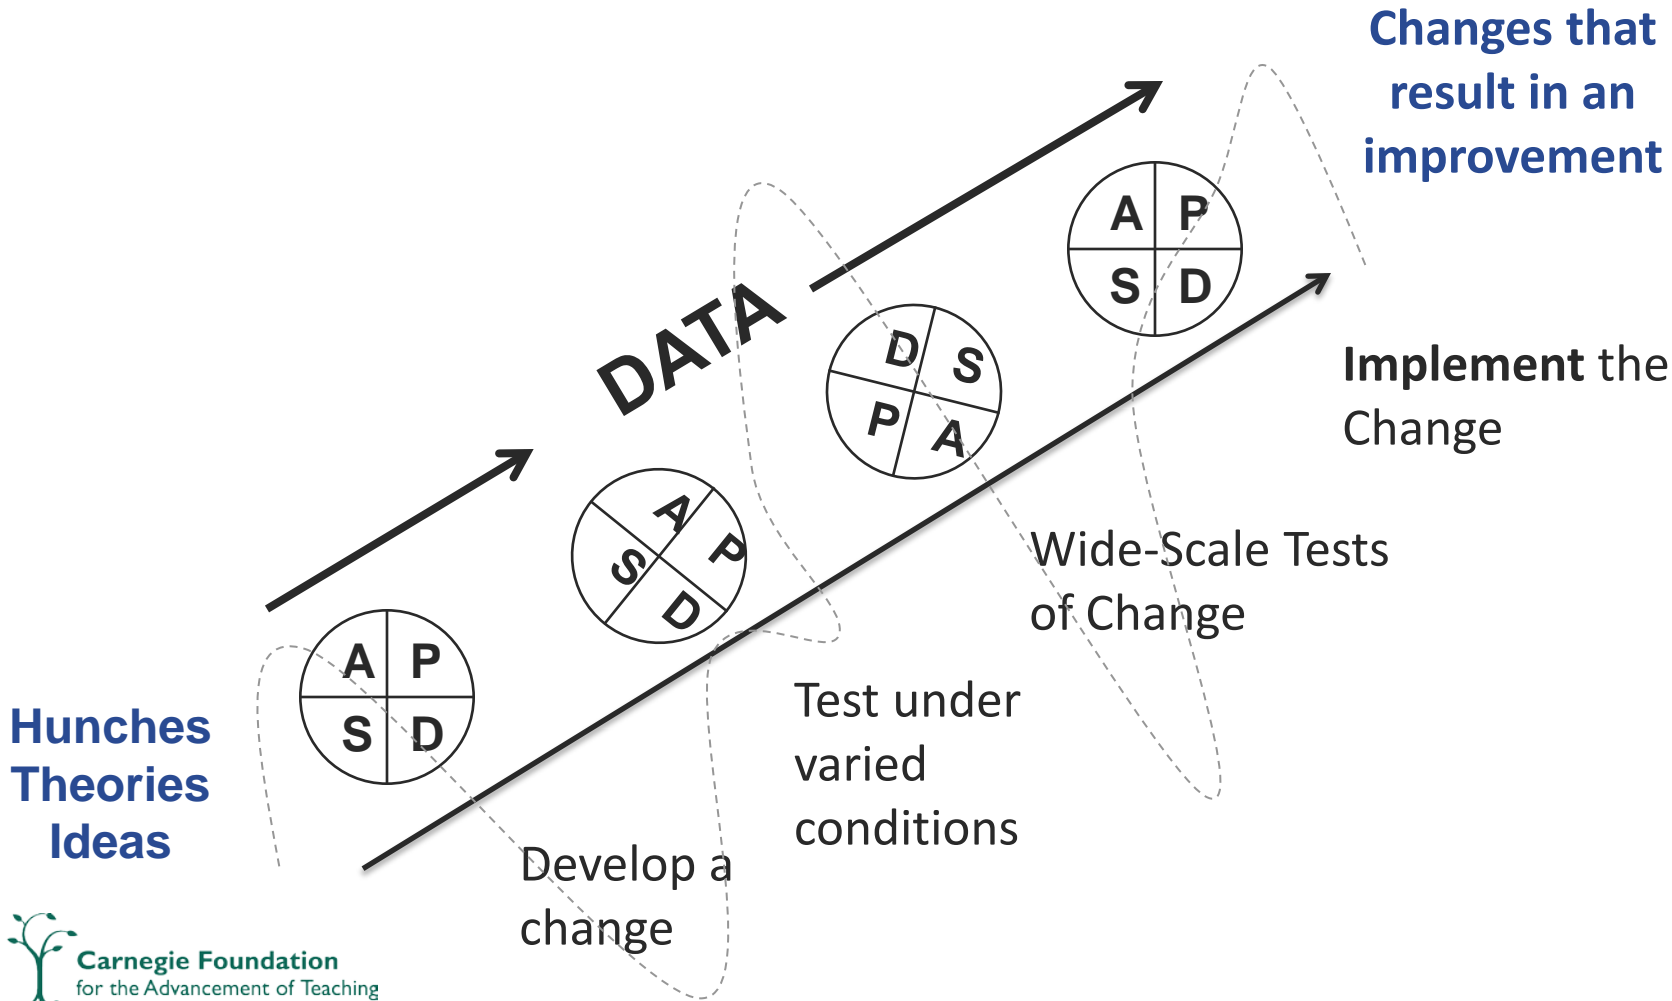 Changes that
result in an
improvement
A P
S D
DATA
D S
P A
Implement the
Change
A P
S D
Wide-Scale Tests
of Change
A P
S D
Test under
varied
conditions
Hunches
Theories
Ideas
Develop a
change
Carnegie Foundation
for the Advancement of Teaching